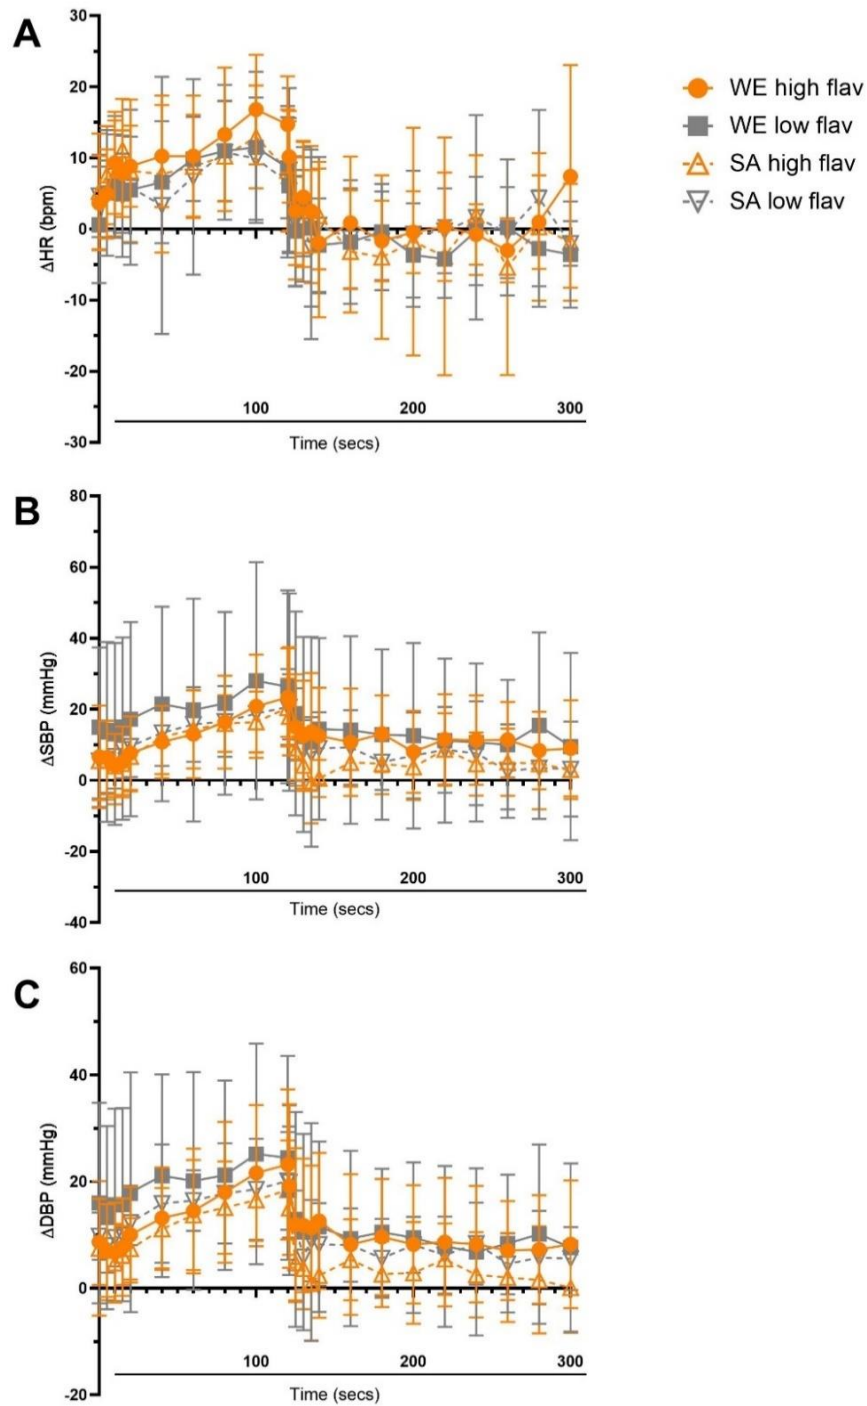 A
30
20
10
0
-10
-20
-30
ΔHR (bpm)
100 200 300
Time (secs)
WE high flav
WE low flav
SA high flav
SA low flav
B
80
60
40
20
0
-20
-40
ΔSBP (mmHg)
100 200 300
Time (secs)
C
60
40
20
0
-20
ΔDBP (mmHg)
100 200 300
Time (secs)